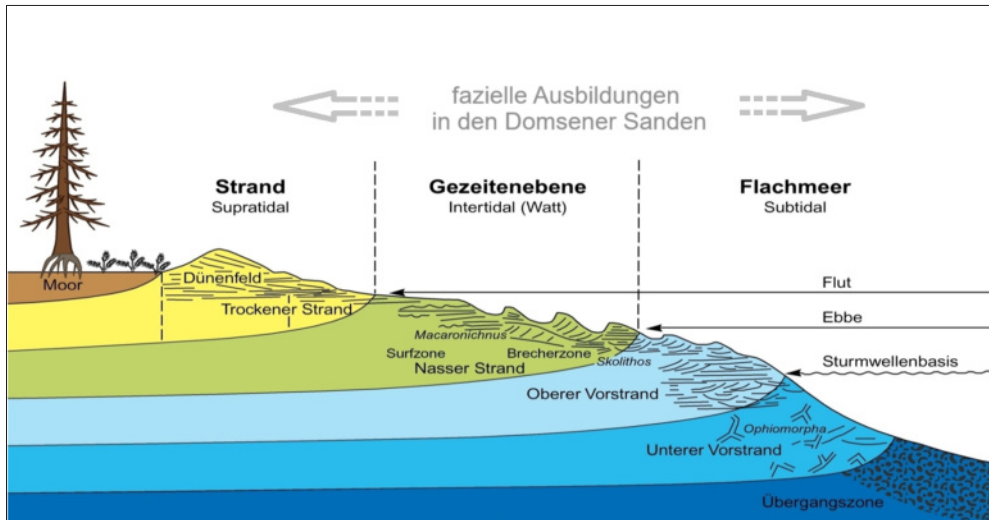 fazielle Ausbildungen
in den Domsener Sanden
Strand
Supratidal
Gezeitenebene
Intertidal (Watt)
Flachmeer
Subtidal
Moor
Dünenfeld
Trockener Strand
Flut
Ebbe
Macaronichnus
Surfzone
Brecherzone
Skolithos
Nasser Strand
Sturmwellenbasis
Oberer Vorstrand
Ophiomorpha
Unterer Vorstrand
Übergangszone